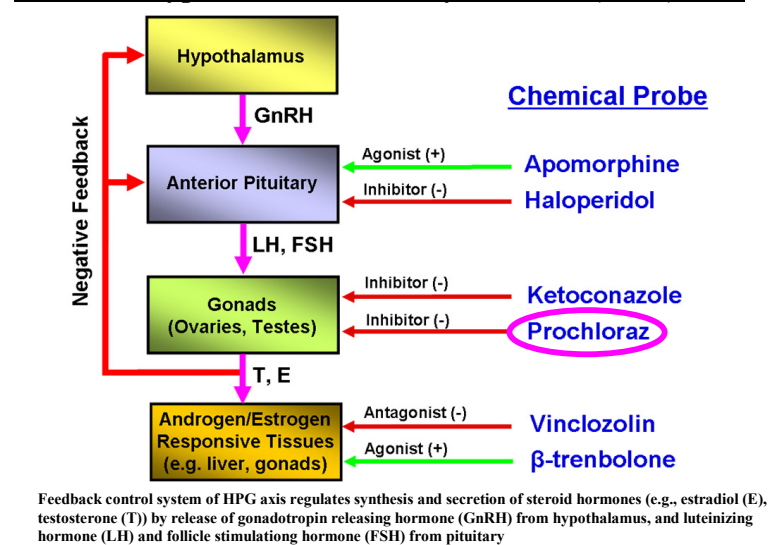 Hypothalamus
GnRH
Chemical Probe
Anterior Pituitary
Agonist (+)
Apomorphine
Inhibitor (-)
Haloperidol
Negative Feedback
LH, FSH
Gonads
(Ovaries, Testes)
Inhibitor (-)
Ketoconazole
Inhibitor (-)
Prochloraz
T, E
Androgen/Estrogen
Responsive Tissues
(e.g. liver, gonads)
Antagonist (-)
Vinclozolin
Agonist (+)
β-trenbolone
Feedback control system of HPG axis regulates synthesis and secretion of steroid hormones (e.g., estradiol (E),
testosterone (T)) by release of gonadotropin releasing hormone (GnRH) from hypothalamus, and luteinizing
hormone (LH) and follicle stimulationg hormone (FSH) from pituitary